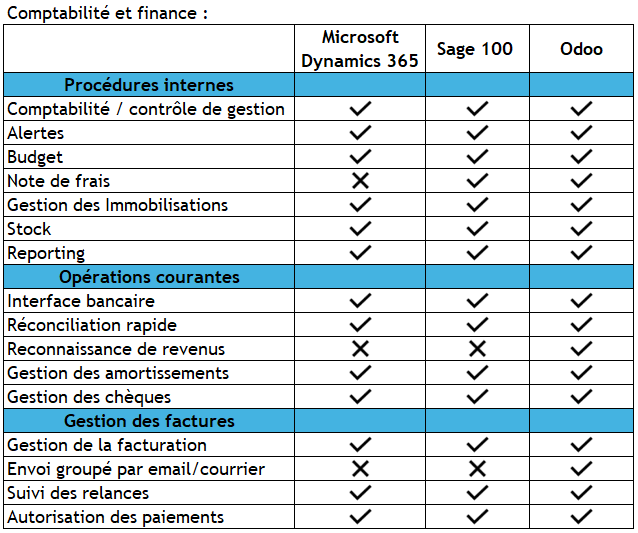 Comptabilité et finance :
Microsoft Dynamics 365 Sage 100 Odoo
Procédures internes
Comptabilité / contrôle de gestion ✓ ✓ ✓
Alertes ✓ ✓ ✓
Budget ✓ ✓ ✓
Note de frais ✕ ✓ ✓
Gestion des Immobilisations ✓ ✓ ✓
Stock ✓ ✓ ✓
Reporting ✓ ✓ ✓
Opérations courantes
Interface bancaire ✓ ✓ ✓
Réconciliation rapide ✓ ✓ ✓
Reconnaissance de revenus ✕ ✕ ✓
Gestion des amortissements ✓ ✓ ✓
Gestion des chèques ✓ ✓ ✓
Gestion des factures
Gestion de la facturation ✓ ✓ ✓
Envoi groupé par email/courrier ✕ ✕ ✓
Suivi des relances ✓ ✓ ✓
Autorisation des paiements ✓ ✓ ✓